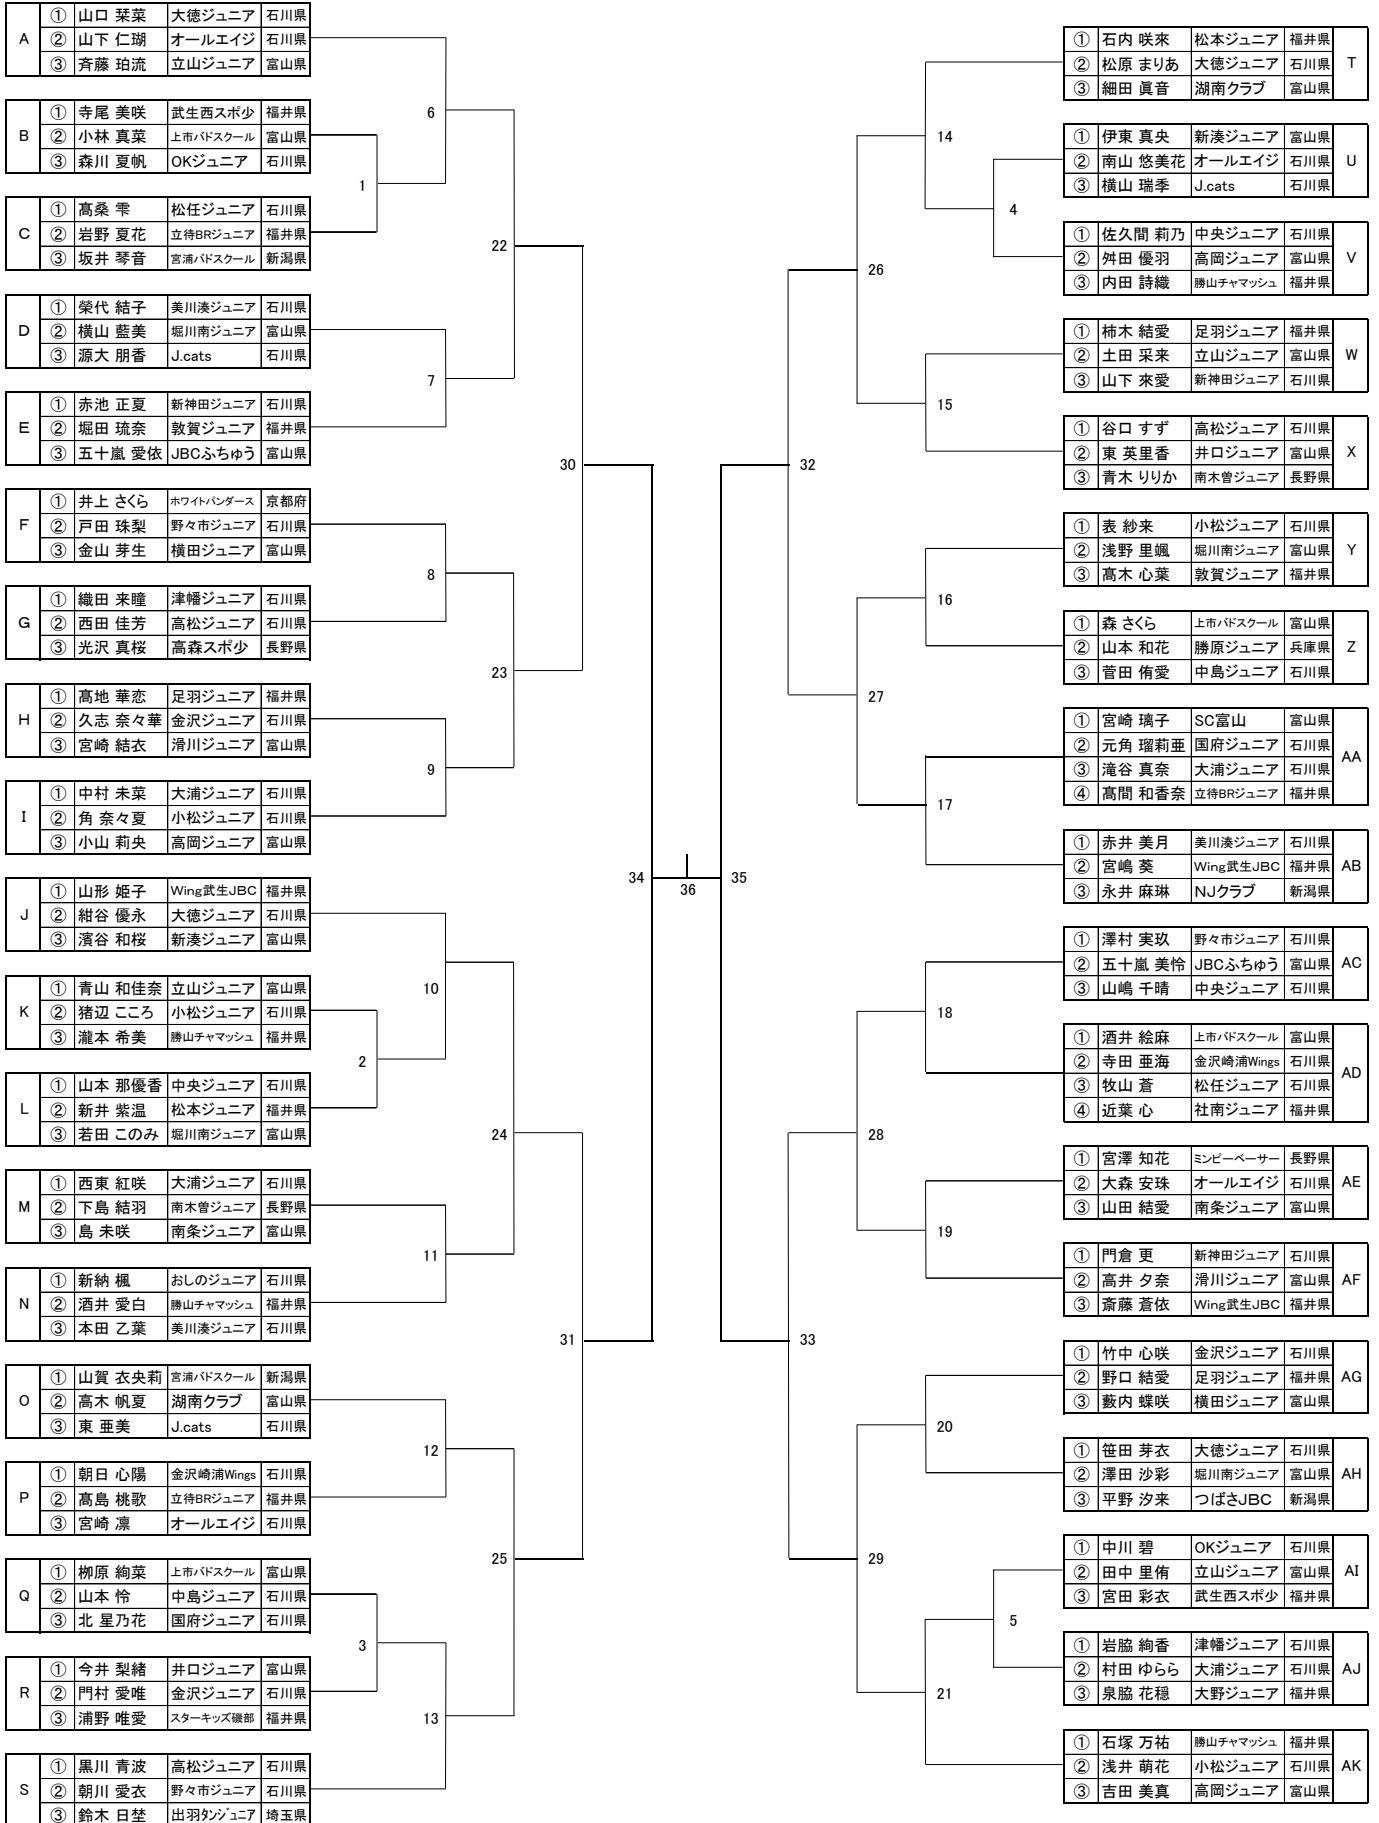 A
① 山口 栞菜 大徳ジュニア 石川県
② 山下 仁瑚 オールエイジ 石川県
③ 斉藤 珀流 立山ジュニア 富山県
B
① 寺尾 美咲 武生西スポ少 福井県
② 小林 真菜 上市バドスクール 富山県
③ 森川 夏帆 OKジュニア 石川県
C
① 髙桑 雫 松任ジュニア 石川県
② 岩野 夏花 立待BRジュニア 福井県
③ 坂井 琴音 宮浦バドスクール 新潟県
D
① 榮代 結子 美川湊ジュニア 石川県
② 横山 藍美 堀川南ジュニア 富山県
③ 源大 朋香 J.cats 石川県
E
① 赤池 正夏 新神田ジュニア 石川県
② 堀田 琉奈 敦賀ジュニア 福井県
③ 五十嵐 愛依 JBCふちゅう 富山県
F
① 井上 さくら ホワイトパンダース 京都府
② 戸田 珠梨 野々市ジュニア 石川県
③ 金山 芽生 横田ジュニア 富山県
G
① 織田 来瞳 津幡ジュニア 石川県
② 西田 佳芳 高松ジュニア 石川県
③ 光沢 真桜 高森スポ少 長野県
H
① 髙地 華恋 足羽ジュニア 福井県
② 久志 奈々華 金沢ジュニア 石川県
③ 宮崎 結衣 滑川ジュニア 富山県
I
① 中村 未菜 大浦ジュニア 石川県
② 角 奈々夏 小松ジュニア 石川県
③ 小山 莉央 高岡ジュニア 富山県
J
① 山形 姫子 Wing武生JBC 福井県
② 紺谷 優永 大徳ジュニア 石川県
③ 濱谷 和桜 新湊ジュニア 富山県
K
① 青山 和佳奈 立山ジュニア 富山県
② 猪辺 こころ 小松ジュニア 石川県
③ 瀧本 希美 勝山チャマッシュ 福井県
L
① 山本 那優香 中央ジュニア 石川県
② 新井 紫温 松本ジュニア 福井県
③ 若田 このみ 堀川南ジュニア 富山県
M
① 西東 紅咲 大浦ジュニア 石川県
② 下島 結羽 南木曽ジュニア 長野県
③ 島 未咲 南条ジュニア 富山県
N
① 新納 楓 おしのジュニア 石川県
② 酒井 愛白 勝山チャマッシュ 福井県
③ 本田 乙葉 美川湊ジュニア 石川県
O
① 山賀 衣央莉 宮浦バドスクール 新潟県
② 高木 帆夏 湖南クラブ 富山県
③ 東 亜美 J.cats 石川県
P
① 朝日 心陽 金沢崎浦Wings 石川県
② 髙島 桃歌 立待BRジュニア 福井県
③ 宮崎 凛 オールエイジ 石川県
Q
① 栁原 絢菜 上市バドスクール 富山県
② 山本 怜 中島ジュニア 石川県
③ 北 星乃花 国府ジュニア 石川県
R
① 今井 梨緒 井口ジュニア 富山県
② 門村 愛唯 金沢ジュニア 石川県
③ 浦野 唯愛 スターキッズ磯部 福井県
S
① 黒川 青波 高松ジュニア 石川県
② 朝川 愛衣 野々市ジュニア 石川県
③ 鈴木 日埜 出羽タンジュニア 埼玉県
6
1
22
7
30
8
23
9
34
36
35
10
2
24
11
31
12
25
3
13
14
4
26
15
32
16
27
17
18
28
19
33
20
29
5
21
① 石内 咲來 松本ジュニア 福井県
② 松原 まりあ 大徳ジュニア 石川県
③ 細田 眞音 湖南クラブ 富山県
T
① 伊東 真央 新湊ジュニア 富山県
② 南山 悠美花 オールエイジ 石川県
③ 横山 瑞季 J.cats 石川県
U
① 佐久間 莉乃 中央ジュニア 石川県
② 舛田 優羽 高岡ジュニア 富山県
③ 内田 詩織 勝山チャマッシュ 福井県
V
① 柿木 結愛 足羽ジュニア 福井県
② 土田 采来 立山ジュニア 富山県
③ 山下 來愛 新神田ジュニア 石川県
W
① 谷口 すず 高松ジュニア 石川県
② 東 英里香 井口ジュニア 富山県
③ 青木 りりか 南木曽ジュニア 長野県
X
① 表 紗来 小松ジュニア 石川県
② 浅野 里颯 堀川南ジュニア 富山県
③ 髙木 心葉 敦賀ジュニア 福井県
Y
① 森 さくら 上市バドスクール 富山県
② 山本 和花 勝原ジュニア 兵庫県
③ 菅田 侑愛 中島ジュニア 石川県
Z
① 宮崎 璃子 SC富山 富山県
② 元角 瑠莉亜 国府ジュニア 石川県
③ 滝谷 真奈 大浦ジュニア 石川県
④ 髙間 和香奈 立待BRジュニア 福井県
AA
① 赤井 美月 美川湊ジュニア 石川県
② 宮嶋 葵 Wing武生JBC 福井県
③ 永井 麻琳 NJクラブ 新潟県
AB
① 澤村 実玖 野々市ジュニア 石川県
② 五十嵐 美怜 JBCふちゅう 富山県
③ 山嶋 千晴 中央ジュニア 石川県
AC
① 酒井 絵麻 上市バドスクール 富山県
② 寺田 亜海 金沢崎浦Wings 石川県
③ 牧山 蒼 松任ジュニア 石川県
④ 近葉 心 社南ジュニア 福井県
AD
① 宮澤 知花 ミンピーベーサー 長野県
② 大森 安珠 オールエイジ 石川県
③ 山田 結愛 南条ジュニア 富山県
AE
① 門倉 更 新神田ジュニア 石川県
② 高井 夕奈 滑川ジュニア 富山県
③ 斎藤 蒼依 Wing武生JBC 福井県
AF
① 竹中 心咲 金沢ジュニア 石川県
② 野口 結愛 足羽ジュニア 福井県
③ 藪内 蝶咲 横田ジュニア 富山県
AG
① 笹田 芽衣 大徳ジュニア 石川県
② 澤田 沙彩 堀川南ジュニア 富山県
③ 平野 汐来 つばさJBC 新潟県
AH
① 中川 碧 OKジュニア 石川県
② 田中 里侑 立山ジュニア 富山県
③ 宮田 彩衣 武生西スポ少 福井県
AI
① 岩脇 絢香 津幡ジュニア 石川県
② 村田 ゆらら 大浦ジュニア 石川県
③ 泉脇 花穏 大野ジュニア 福井県
AJ
① 石塚 万祐 勝山チャマッシュ 福井県
② 浅井 萌花 小松ジュニア 石川県
③ 吉田 美真 高岡ジュニア 富山県
AK